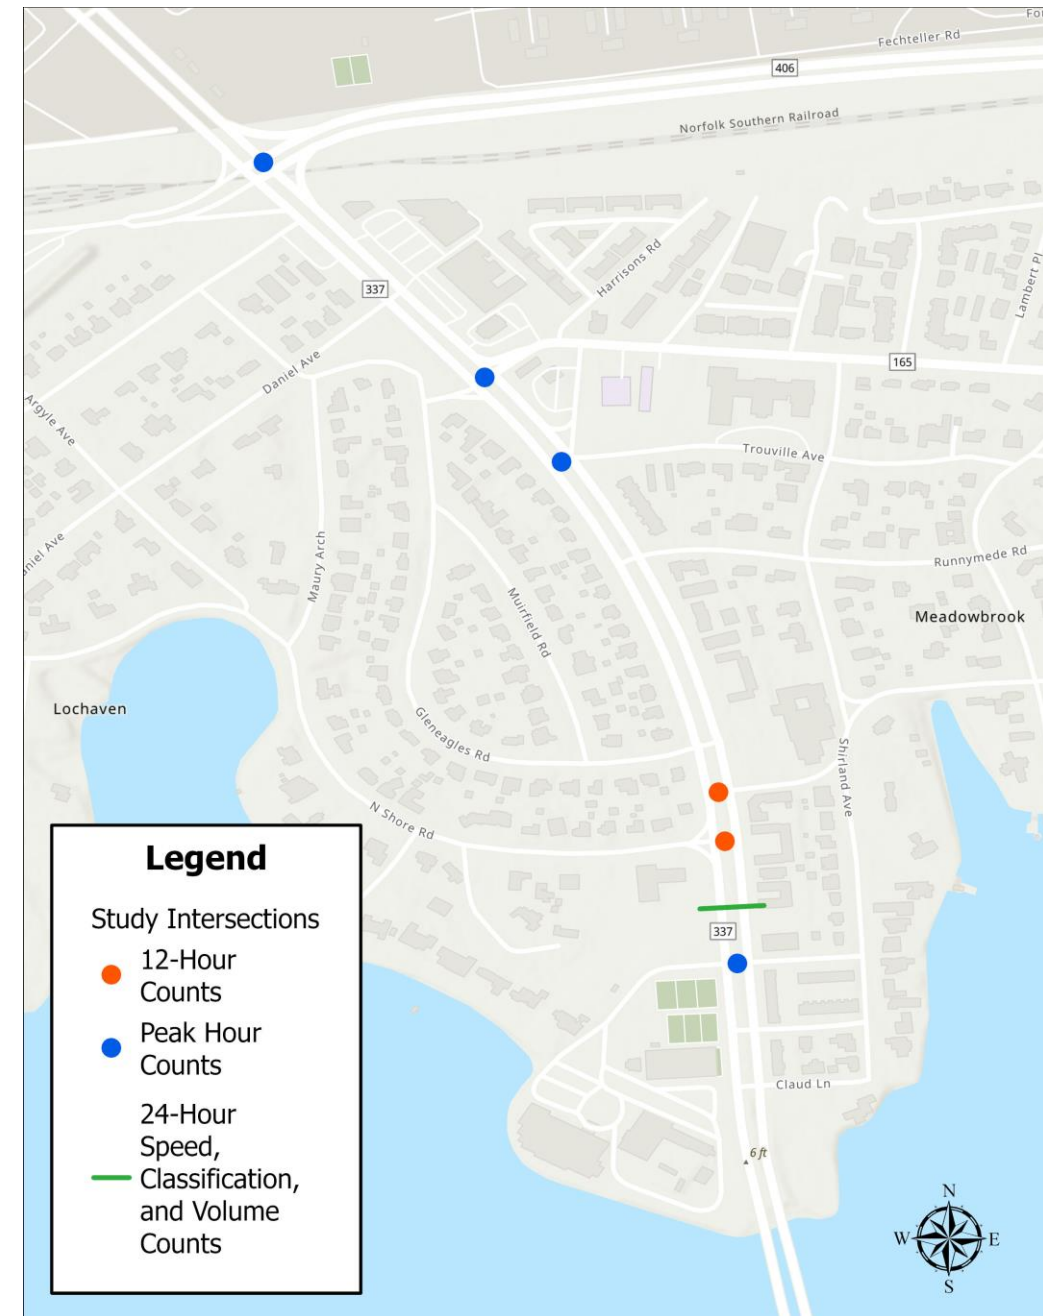 For
Fechteller Rd
406
Norfolk Southern Railroad
Harrisons Rd
Lambert Pl
337
165
Daniel Ave
Argyle Ave
Trouville Ave
aniel Ave
Maury Arch
Runnymede Rd
Muirfield Rd
Meadowbrook
Lochaven
Gleneagles Rd
Shirland Ave
N Shore Rd
337
Claud Ln
6 ft
Legend
Study Intersections
12-Hour
Counts
Peak Hour
Counts
24-Hour
Speed,
Classification,
and Volume
Counts
N
W
E
S